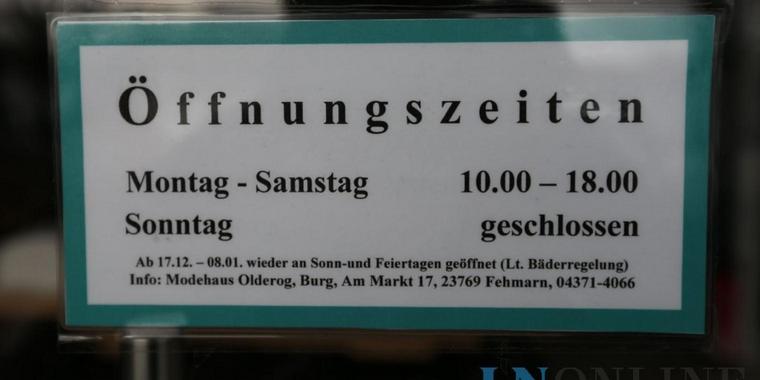 Öffnungszeiten
Montag - Samstag 10.00 – 18.00
Sonntag geschlossen
Ab 17.12. – 08.01. wieder an Sonn-und Feiertagen geöffnet (Lt. Bäderregelung)
Info: Modehaus Olderog, Burg, Am Markt 17, 23769 Fehmarn, 04371-4066
LNONLINE